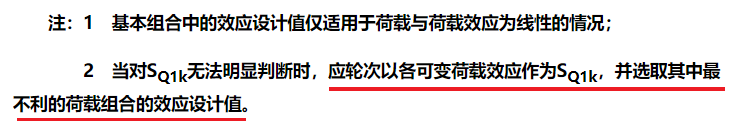 注：1 基本组合中的效应设计值仅适用于荷载与荷载效应为线性的情况；
2 当对SQ1k无法明显判断时，应轮次以各可变荷载效应作为SQ1k，并选取其中最
不利的荷载组合的效应设计值。